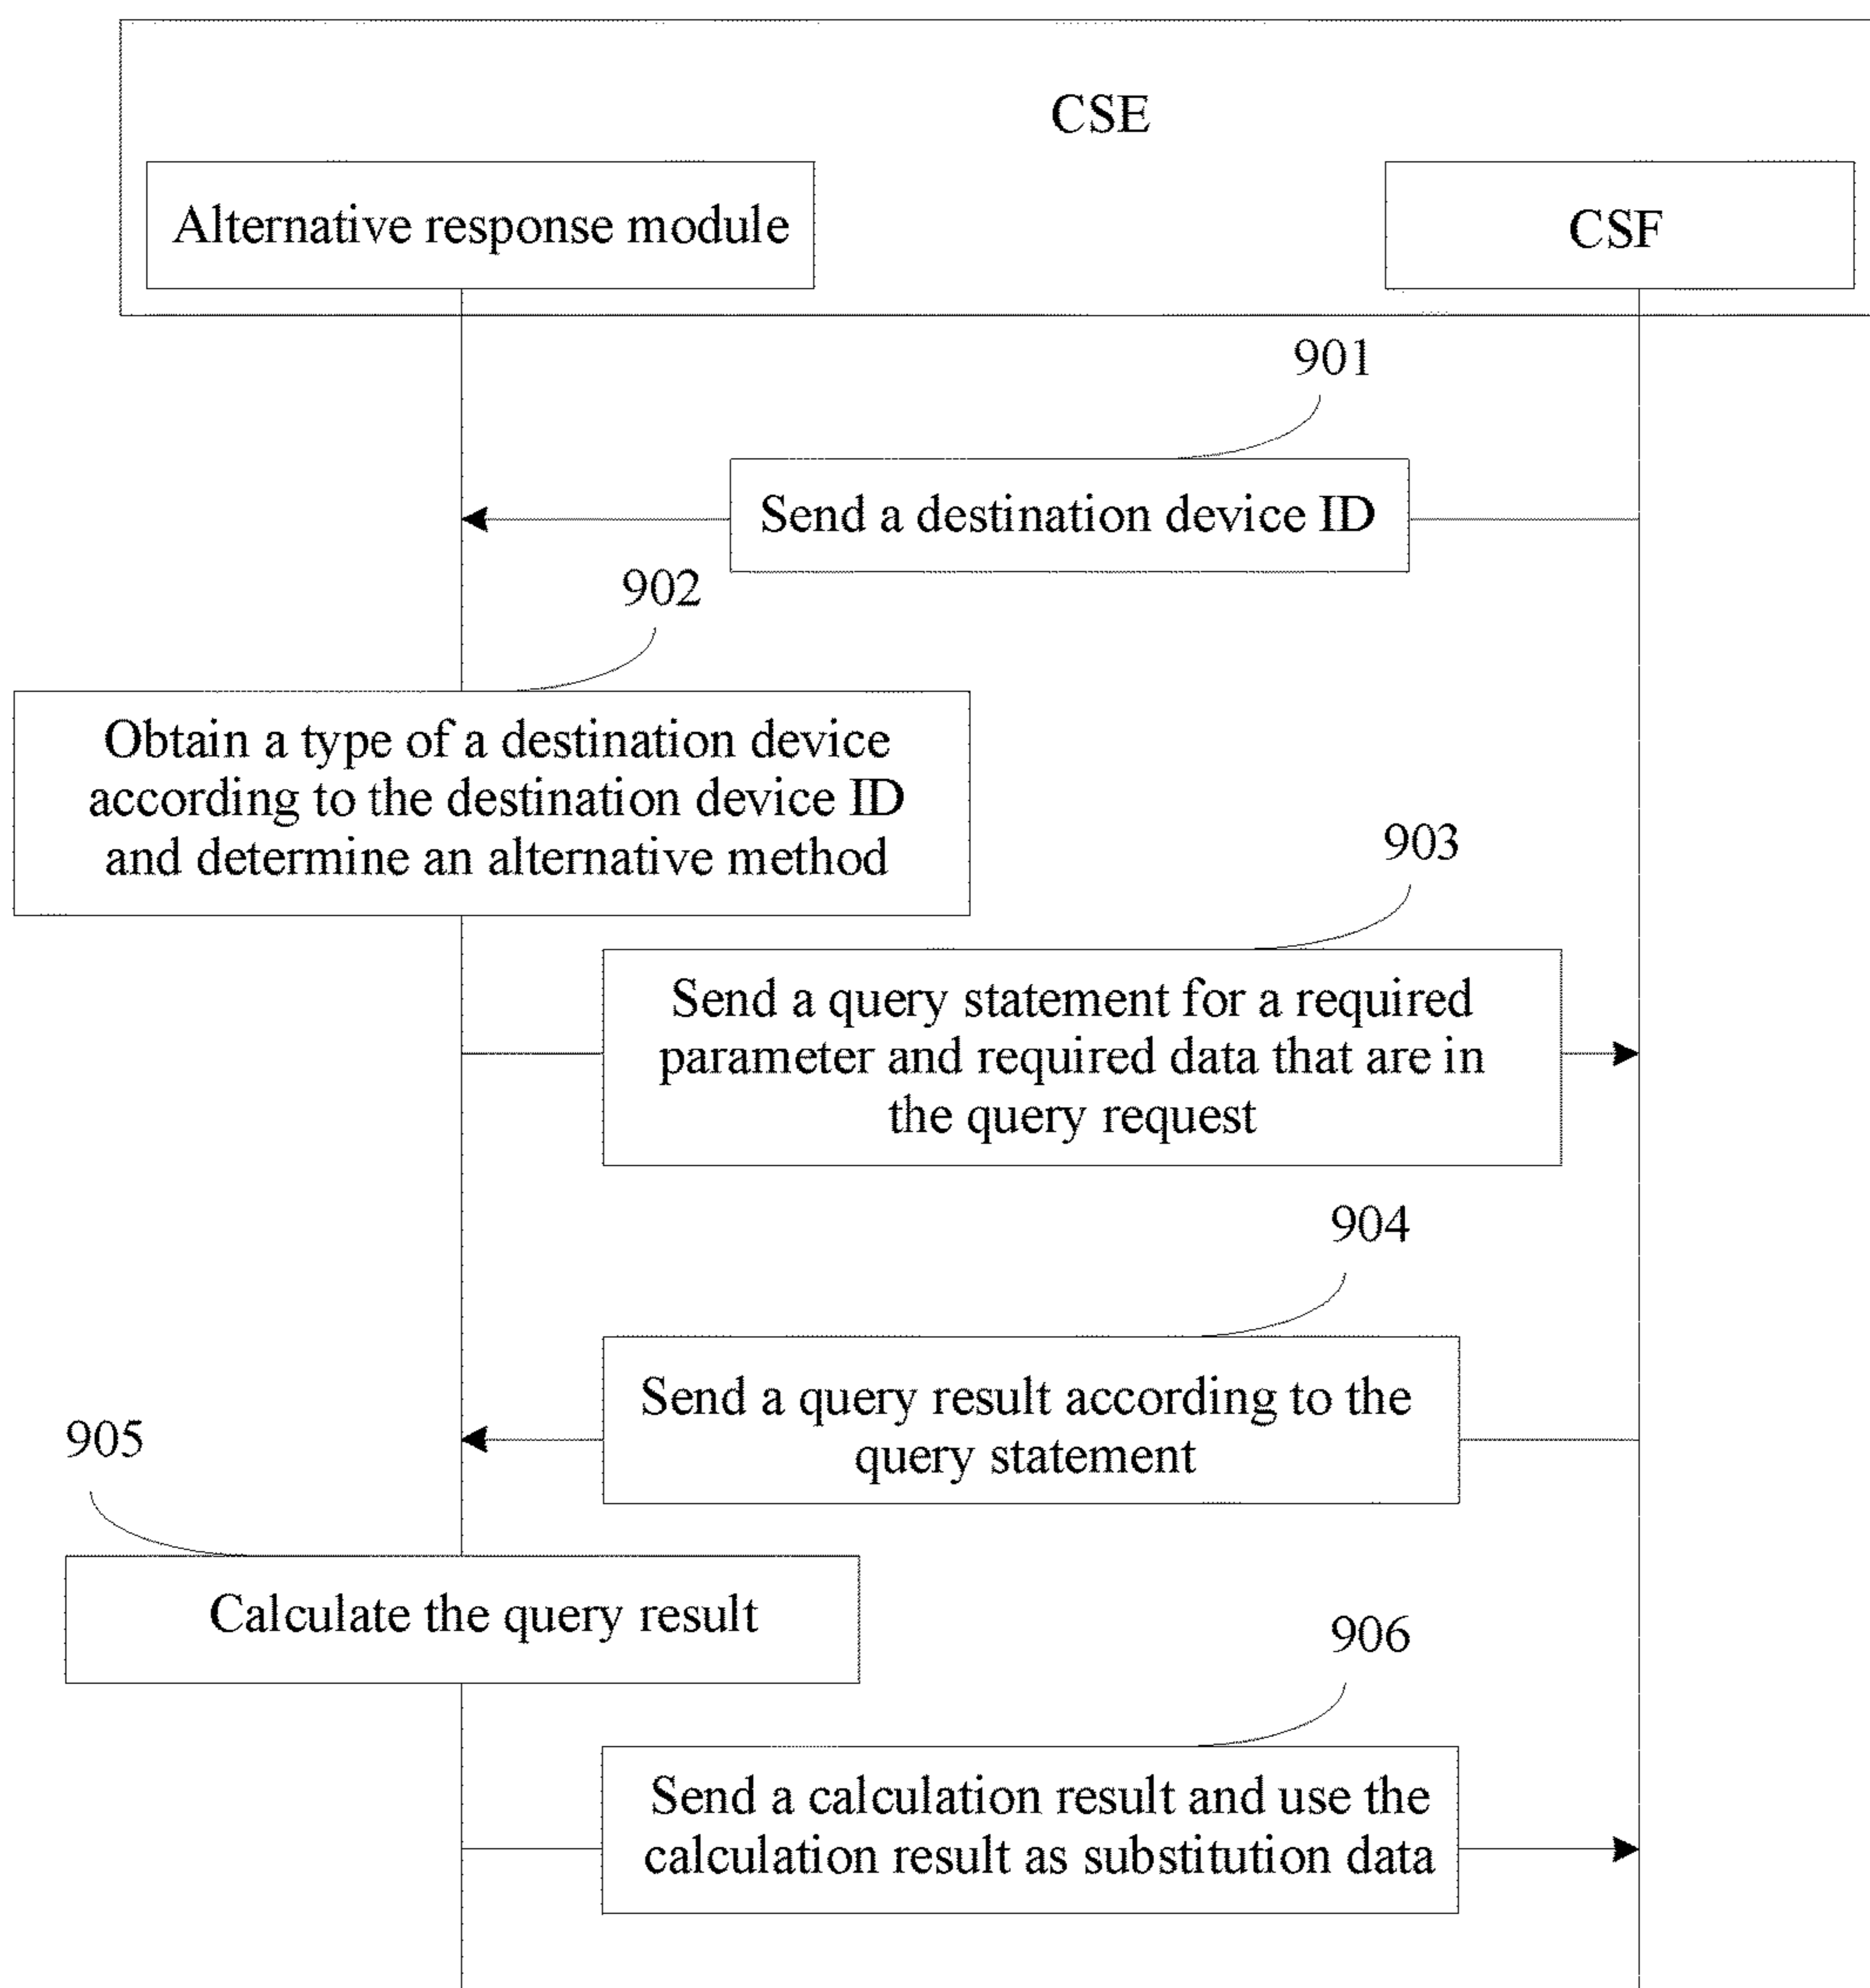 CSE
Alternative response module
CSF
901
Send a destination device ID
902
Obtain a type of a destination device
according to the destination device ID
and determine an alternative method
903
Send a query statement for a required
parameter and required data that are in
the query request
904
Send a query result according to the
query statement
905
Calculate the query result
906
Send a calculation result and use the
calculation result as substitution data